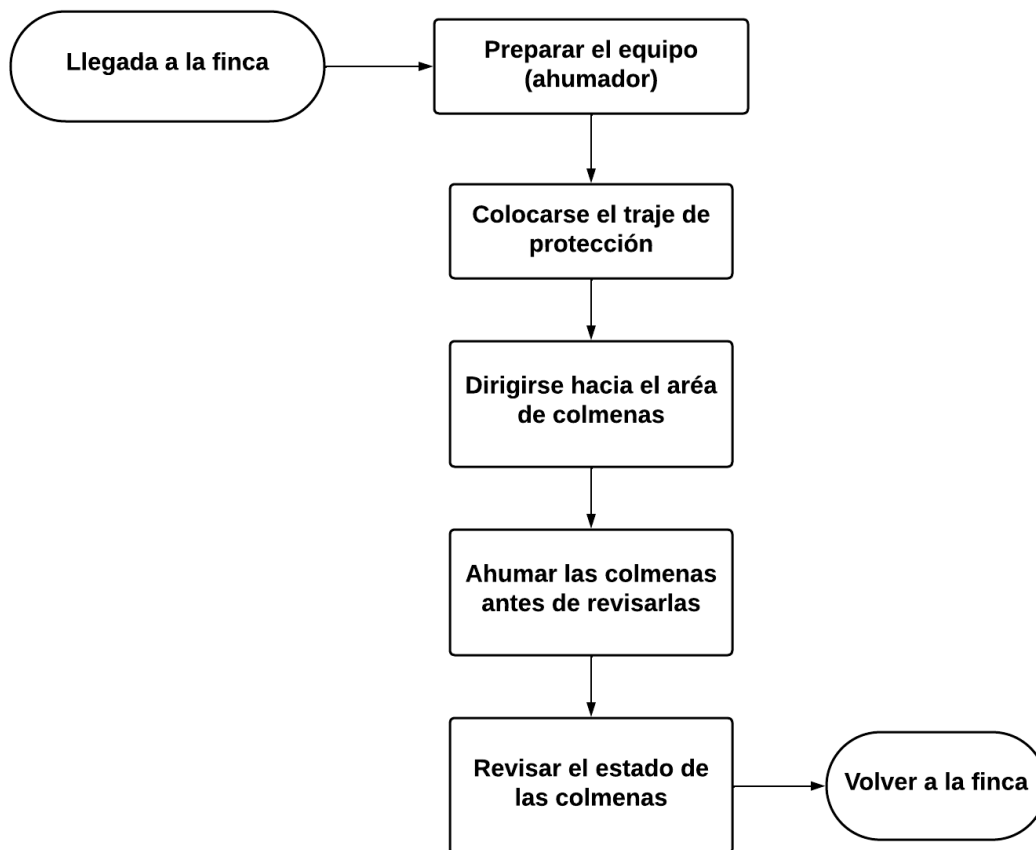 Llegada a la finca
Preparar el equipo
(ahumador)
Colocarse el traje de
protección
Dirigirse hacia el aréa
de colmenas
Ahumar las colmenas
antes de revisarlas
Revisar el estado de
las colmenas
Volver a la finca